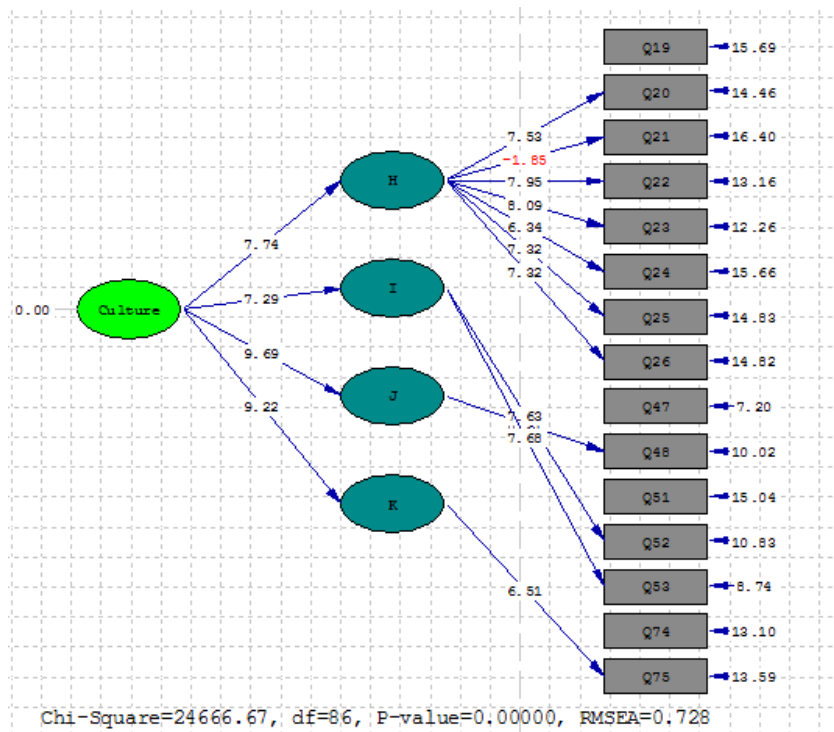 Q19 15.69
Q20 14.46
7.53
Q21 16.40
-1.85
H 7.95 Q22 13.16
8.09
6.34 Q23 12.26
7.74 7.32
7.32 Q24 15.66
I
7.29
0.00 Culture Q25 14.83
9.69 Q26 14.82
J
9.22 7.63 Q47 7.20
7.68
Q48 10.02
K Q51 15.04
Q52 10.83
6.51 Q53 8.74
Q74 13.10
Q75 13.59
Chi-Square=24666.67, df=86, P-value=0.00000, RMSEA=0.728